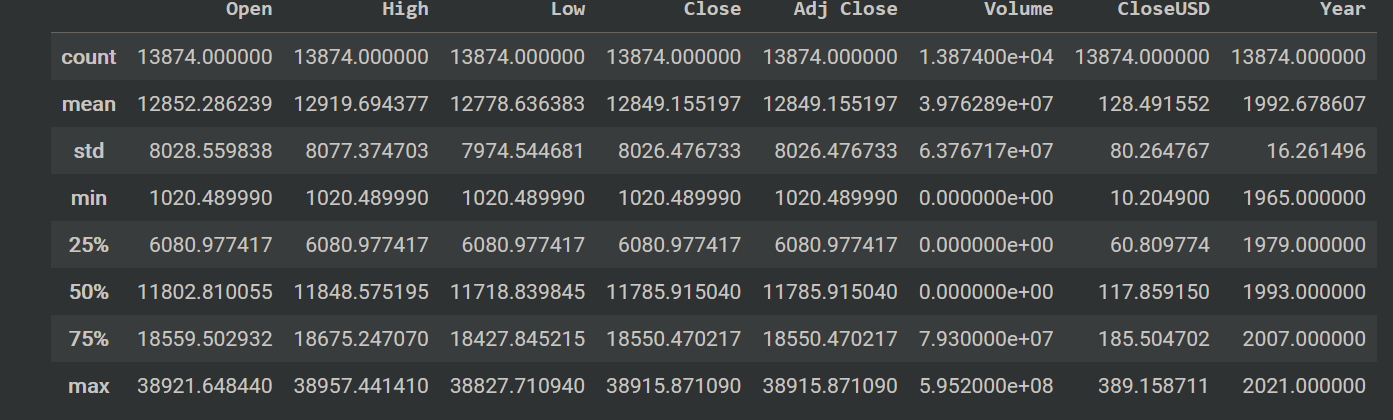 Open High Low Close Adj Close Volume CloseUSD Year
count 13874.000000 13874.000000 13874.000000 13874.000000 13874.000000 1.387400e+04 13874.000000 13874.000000
mean 12852.286239 12919.694377 12778.636383 12849.155197 12849.155197 3.976289e+07 128.491552 1992.678607
std 8028.559838 8077.374703 7974.544681 8026.476733 8026.476733 6.376717e+07 80.264767 16.261496
min 1020.489990 1020.489990 1020.489990 1020.489990 1020.489990 0.000000e+00 10.204900 1965.000000
25% 6080.977417 6080.977417 6080.977417 6080.977417 6080.977417 0.000000e+00 60.809774 1979.000000
50% 11802.810055 11848.575195 11718.839845 11785.915040 11785.915040 0.000000e+00 117.859150 1993.000000
75% 18559.502932 18675.247070 18427.845215 18550.470217 18550.470217 7.930000e+07 185.504702 2007.000000
max 38921.648440 38957.441410 38827.710940 38915.871090 38915.871090 5.952000e+08 389.158711 2021.000000